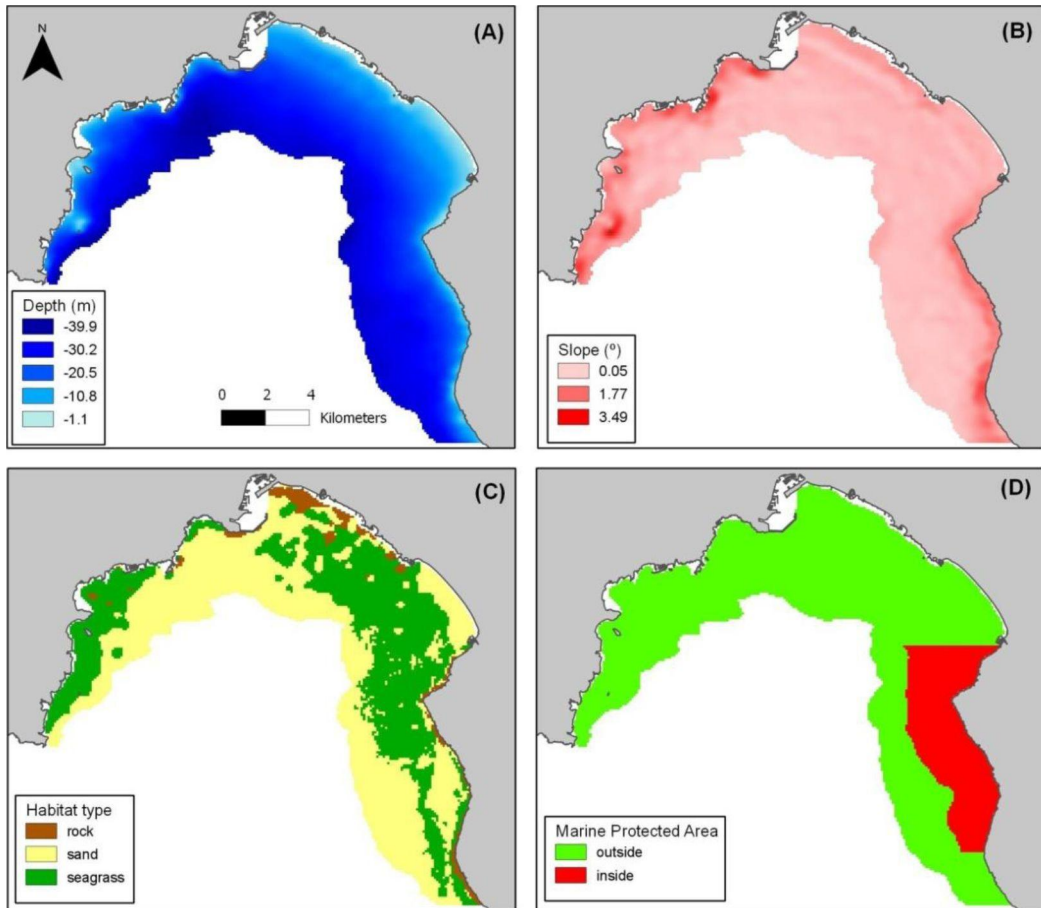 N
(A)
Depth (m)
-39.9
-30.2
-20.5
-10.8
-1.1
0 2 4
Kilometers
(B)
Slope (º)
0.05
1.77
3.49
(C)
Habitat type
rock
sand
seagrass
(D)
Marine Protected Area
outside
inside